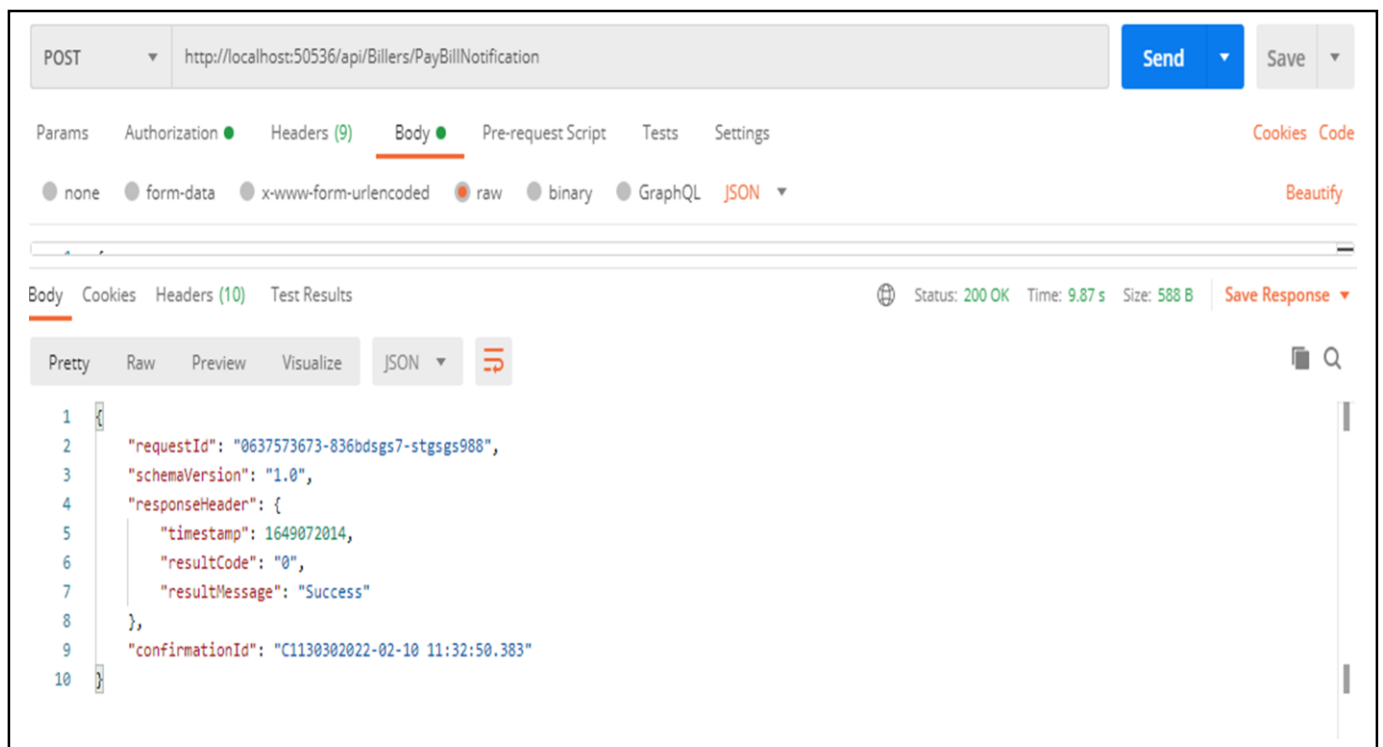 POST http://localhost:50536/api/Billers/PayBillNotification Send Save
Params Authorization Headers (9) Body Pre-request Script Tests Settings Cookies Code
none form-data x-www-form-urlencoded raw binary GraphQL JSON Beautify
Body Cookies Headers (10) Test Results Status: 200 OK Time: 9.87 s Size: 588 B Save Response
Pretty Raw Preview Visualize JSON
1 {
2 "requestId": "0637573673-836bdsgs7-stgsgs988",
3 "schemaVersion": "1.0",
4 "responseHeader": {
5 "timestamp": 1649072014,
6 "resultCode": "0",
7 "resultMessage": "Success"
8 },
9 "confirmationId": "C1130302022-02-10 11:32:50.383"
10 }